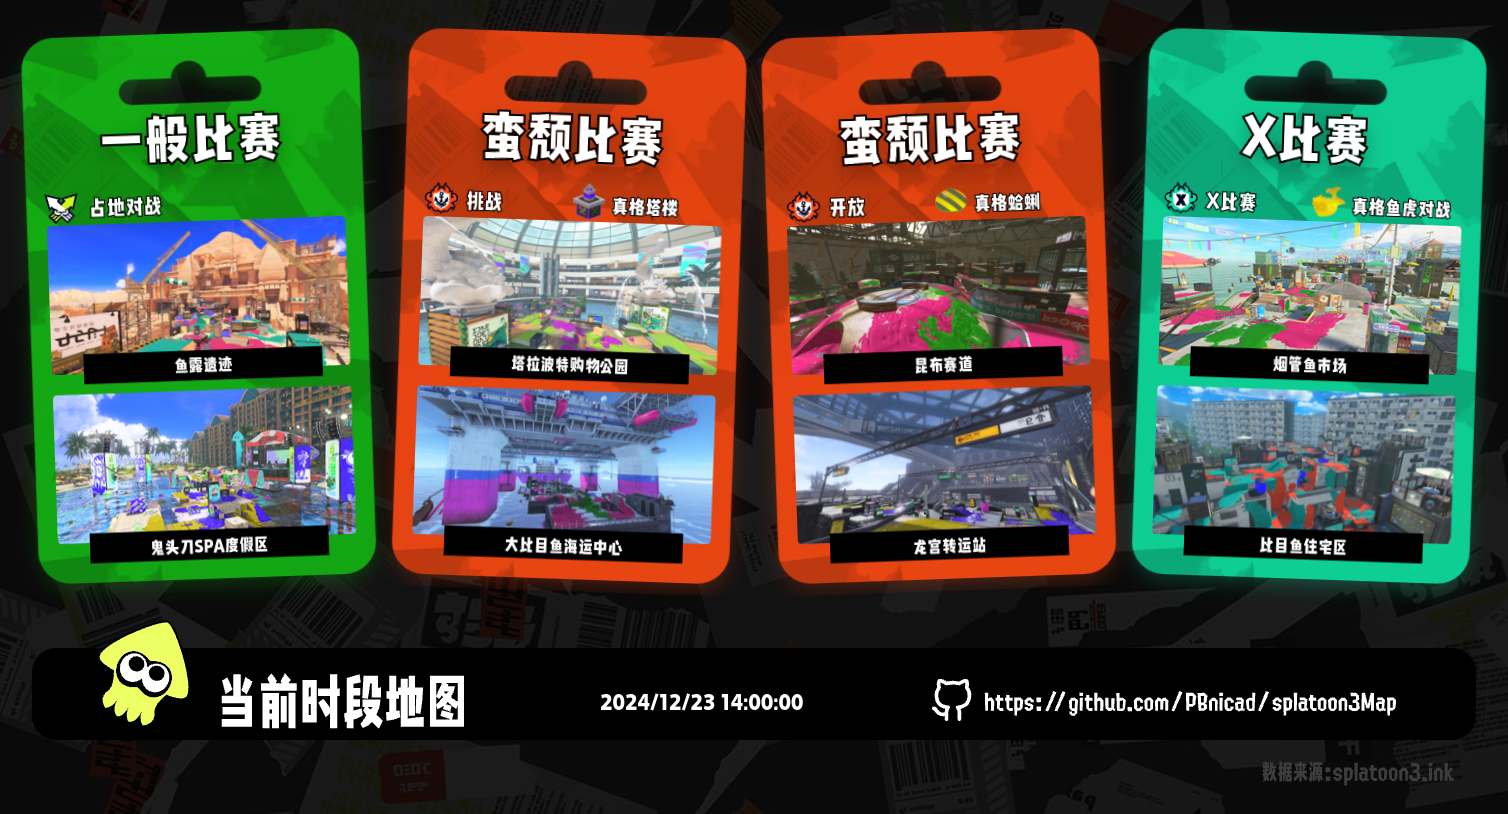 一般比赛
占地对战
鱼露遗迹
鬼头刀SPA度假区
蛮颓比赛
挑战
真格塔楼
塔拉波特购物公园
大比目鱼海运中心
蛮颓比赛
开放
真格蛤蜊
昆布赛道
龙宫转运站
X比赛
X比赛
真格鱼虎对战
烟管鱼市场
比目鱼住宅区
当前时段地图
2024/12/23 14:00:00
https://github.com/PBnicad/splatoon3Map
数据来源:splatoon3.ink